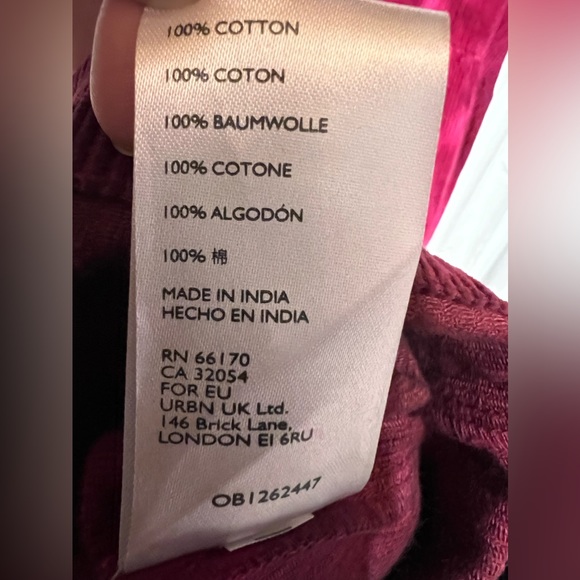 100% COTTON
100% COTON
100% BAUMWOLLE
100% COTONE
100% ALGODÓN
100% 棉
MADE IN INDIA
HECHO EN INDIA
RN 66170
CA 32054
FOR EU
URBN UK Ltd.
146 Brick Lane,
LONDON E1 6RU
OB1262447